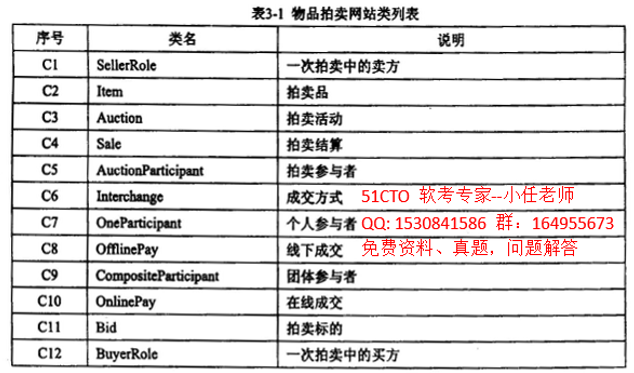 表3-1 物品拍卖网站类列表
序号 类名 说明
C1 SellerRole 一次拍卖中的卖方
C2 Item 拍卖品
C3 Auction 拍卖活动
C4 Sale 拍卖结算
C5 AuctionParticipant 拍卖参与者
C6 Interchange 成交方式 51CTO 软考专家--小任老师
C7 OneParticipant 个人参与者 QQ: 1530841586 群：164955673
C8 OfflinePay 线下成交 免费资料、真题，问题解答
C9 CompositeParticipant 团体参与者
C10 OnlinePay 在线成交
C11 Bid 拍卖标的
C12 BuyerRole 一次拍卖中的买方